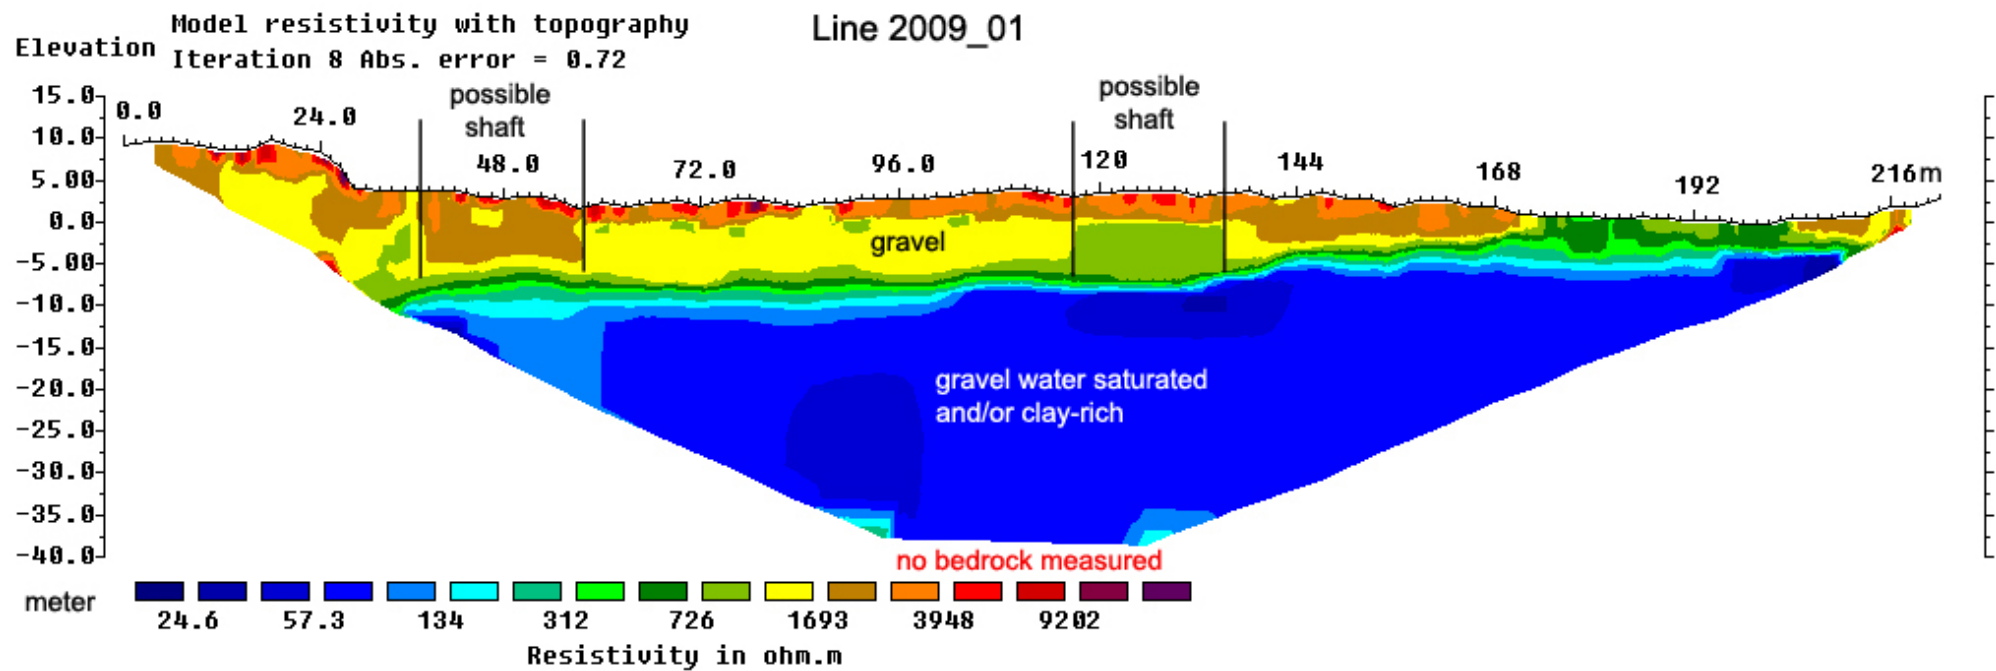 Model resistivity with topography
Line 2009_01
Elevation
Iteration 8 Abs. error = 0.72
possible
shaft
possible
shaft
15.0
0.0
24.0
10.0
48.0
72.0
96.0
120
144
168
192
216m
5.00
0.0
gravel
-5.00
-10.0
-15.0
-20.0
gravel water saturated
and/or clay-rich
-25.0
-30.0
-35.0
-40.0
no bedrock measured
meter
24.6 57.3 134 312 726 1693 3948 9202
Resistivity in ohm.m